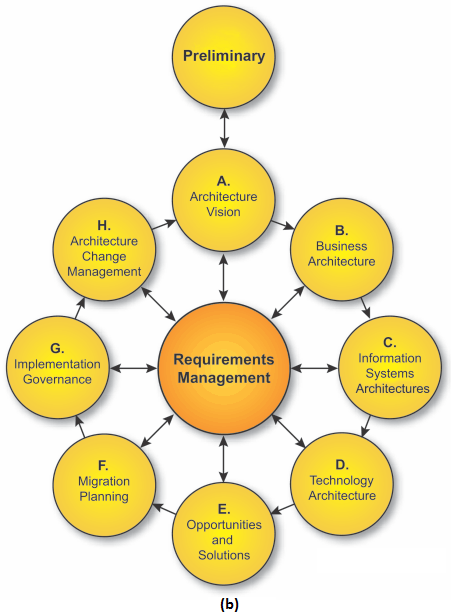 Preliminary
A.
Architecture
Vision
B.
Business
Architecture
C.
Information
Systems
Architectures
D.
Technology
Architecture
E.
Opportunities
and
Solutions
F.
Migration
Planning
G.
Implementation
Governance
H.
Architecture
Change
Management
Requirements
Management
(b)